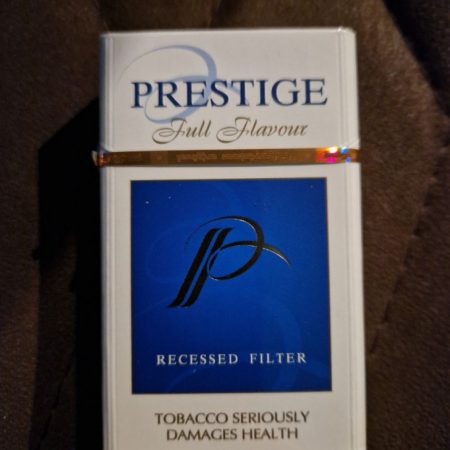 PRESTIGE
Full Flavour
RECESSED FILTER
TOBACCO SERIOUSLY
DAMAGES HEALTH